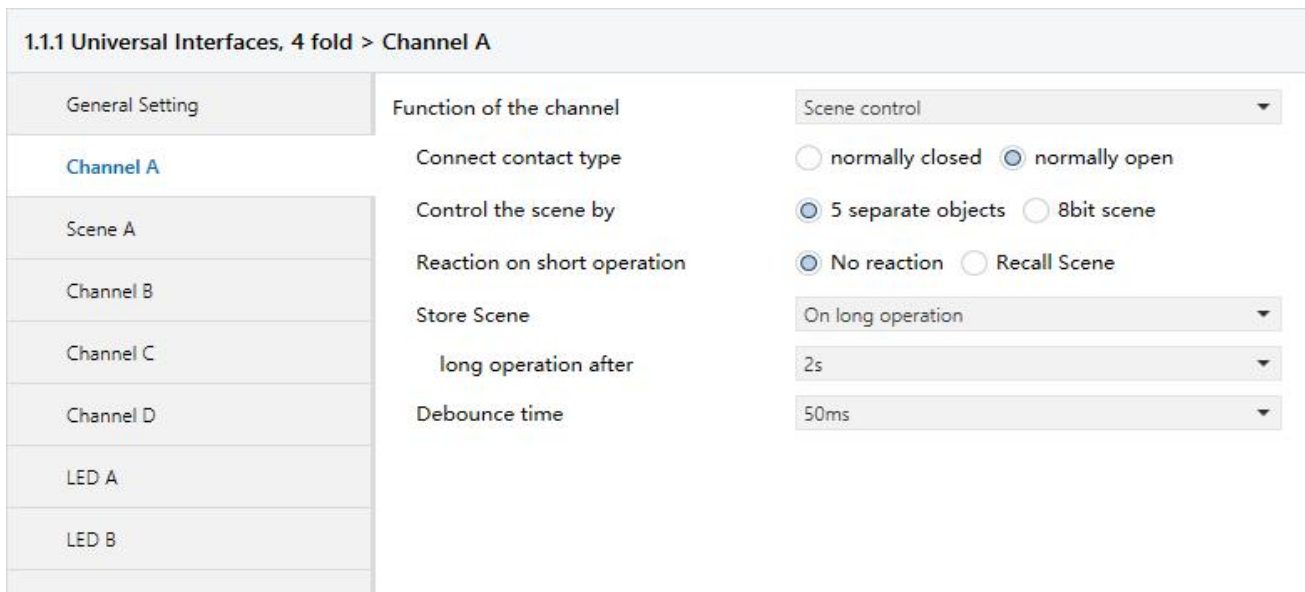 1.1.1 Universal Interfaces, 4 fold > Channel A
General Setting
Channel A
Scene A
Channel B
Channel C
Channel D
LED A
LED B
Function of the channel Scene control
Connect contact type normally closed normally open
Control the scene by 5 separate objects 8bit scene
Reaction on short operation No reaction Recall Scene
Store Scene On long operation
long operation after 2s
Debounce time 50ms